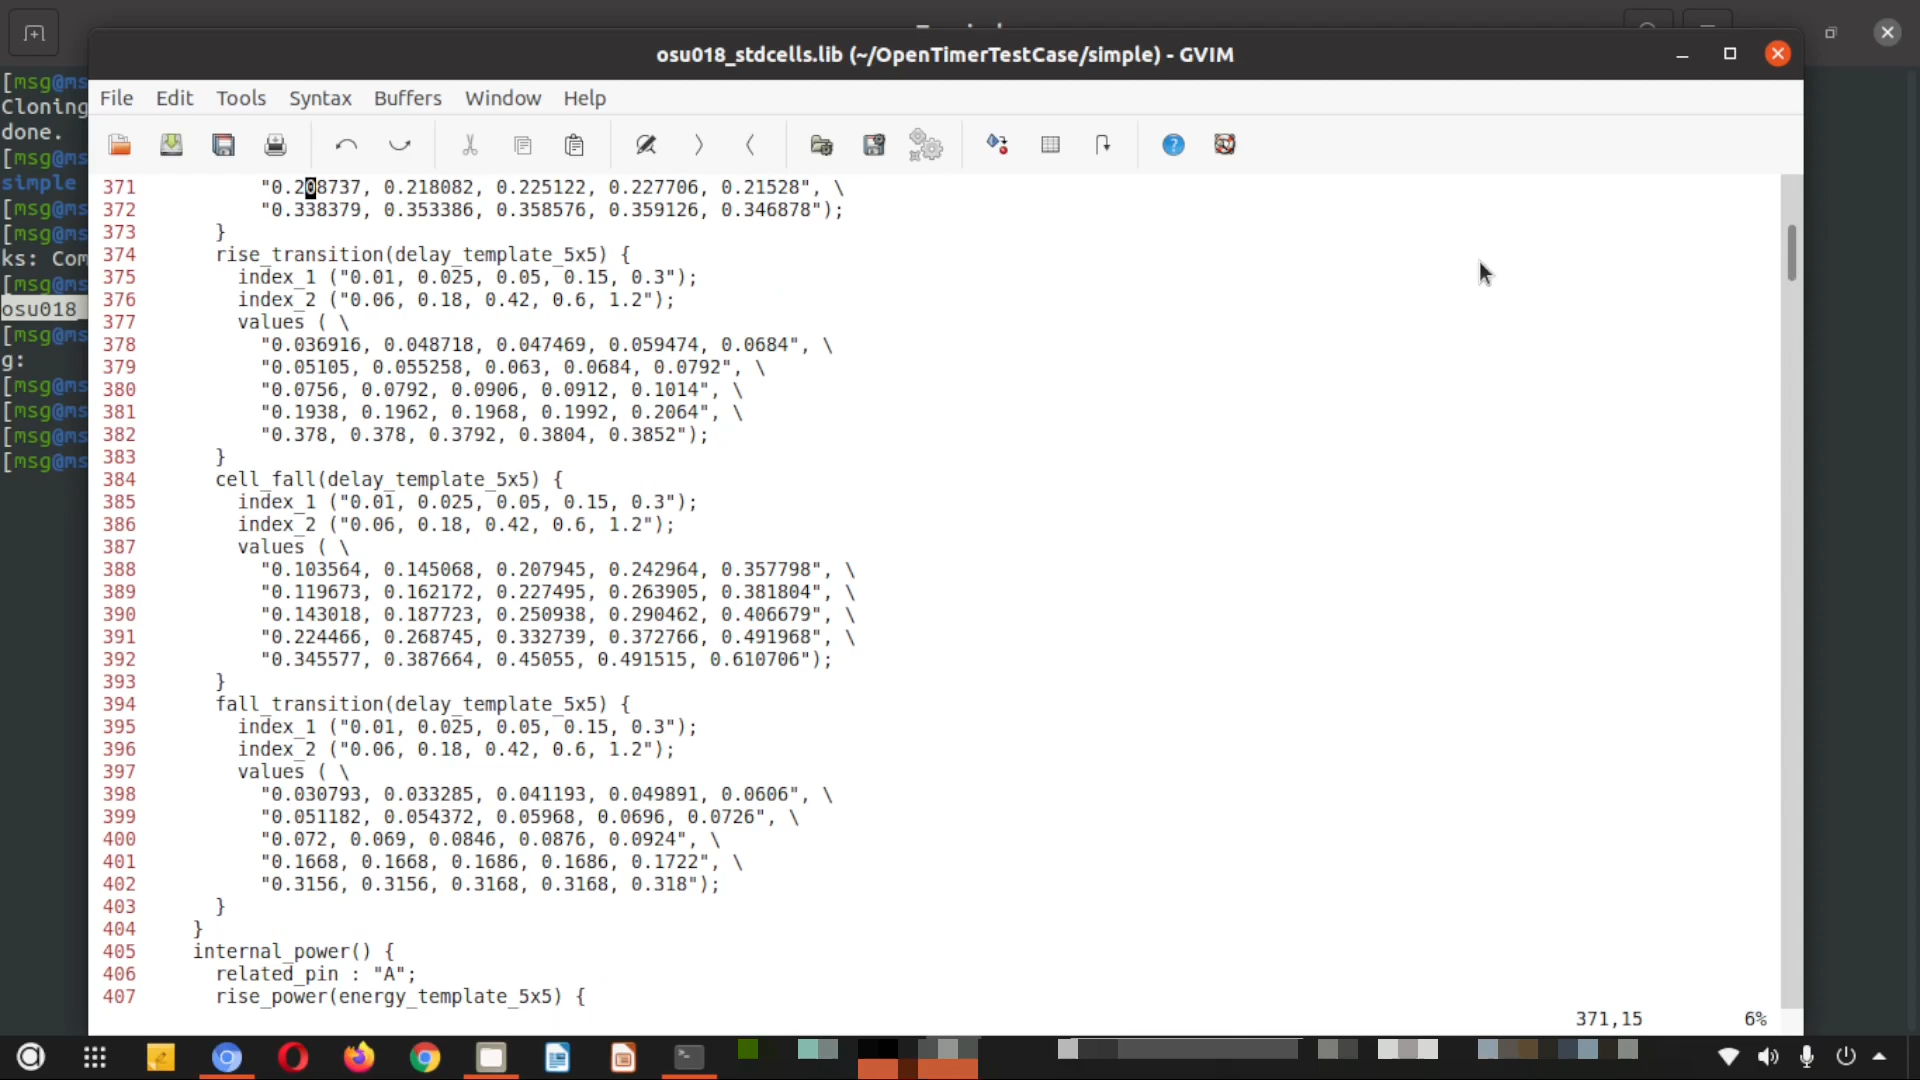 osu018_stdcells.lib (~/OpenTimerTestCase/simple) - GVIM
File Edit Tools Syntax Buffers Window Help
[msg@ms
Cloning
done.
[msg@ms
simple
[msg@ms
[msg@ms
ks: Com
[msg@ms
osu018_
[msg@ms
g:
[msg@ms
[msg@ms
[msg@ms
[msg@ms
371 "0.208737, 0.218082, 0.225122, 0.227706, 0.21528", \
372 "0.338379, 0.353386, 0.358576, 0.359126, 0.346878");
373 }
374 rise_transition(delay_template_5x5) {
375 index_1 ("0.01, 0.025, 0.05, 0.15, 0.3");
376 index_2 ("0.06, 0.18, 0.42, 0.6, 1.2");
377 values ( \
378 "0.036916, 0.048718, 0.047469, 0.059474, 0.0684", \
379 "0.05105, 0.055258, 0.063, 0.0684, 0.0792", \
380 "0.0756, 0.0792, 0.0906, 0.0912, 0.1014", \
381 "0.1938, 0.1962, 0.1968, 0.1992, 0.2064", \
382 "0.378, 0.378, 0.3792, 0.3804, 0.3852");
383 }
384 cell_fall(delay_template_5x5) {
385 index_1 ("0.01, 0.025, 0.05, 0.15, 0.3");
386 index_2 ("0.06, 0.18, 0.42, 0.6, 1.2");
387 values ( \
388 "0.103564, 0.145068, 0.207945, 0.242964, 0.357798", \
389 "0.119673, 0.162172, 0.227495, 0.263905, 0.381804", \
390 "0.143018, 0.187723, 0.250938, 0.290462, 0.406679", \
391 "0.224466, 0.268745, 0.332739, 0.372766, 0.491968", \
392 "0.345577, 0.387664, 0.45055, 0.491515, 0.610706");
393 }
394 fall_transition(delay_template_5x5) {
395 index_1 ("0.01, 0.025, 0.05, 0.15, 0.3");
396 index_2 ("0.06, 0.18, 0.42, 0.6, 1.2");
397 values ( \
398 "0.030793, 0.033285, 0.041193, 0.049891, 0.0606", \
399 "0.051182, 0.054372, 0.05968, 0.0696, 0.0726", \
400 "0.072, 0.069, 0.0846, 0.0876, 0.0924", \
401 "0.1668, 0.1668, 0.1686, 0.1686, 0.1722", \
402 "0.3156, 0.3156, 0.3168, 0.3168, 0.318");
403 }
404 }
405 internal_power() {
406 related_pin : "A";
407 rise_power(energy_template_5x5) {
371,15 6%